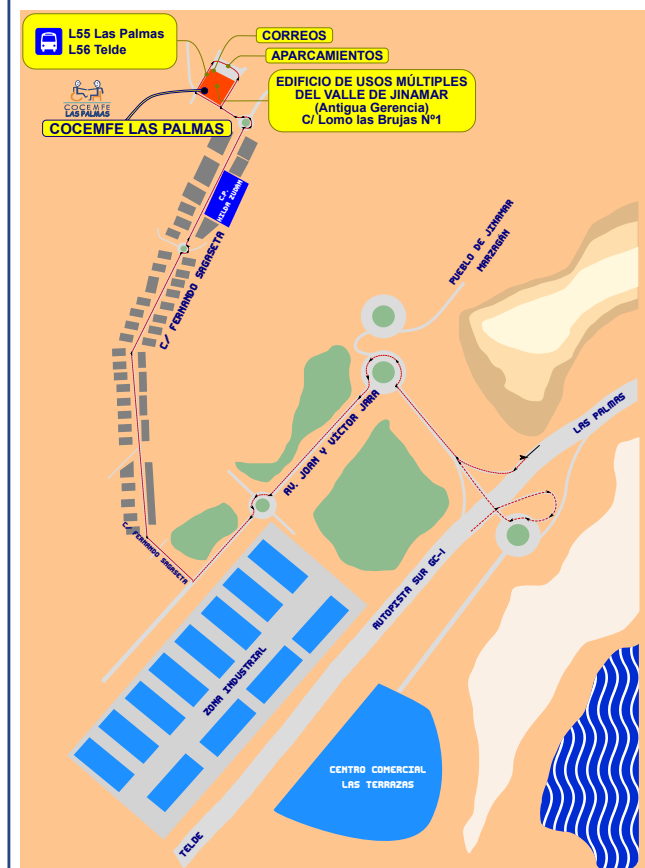 L55 Las Palmas
L56 Telde
CORREOS
APARCAMIENTOS
EDIFICIO DE USOS MÚLTIPLES
DEL VALLE DE JINAMAR
(Antigua Gerencia)
C/ Lomo las Brujas Nº1
COCEMFE
LAS PALMAS
COCEMFE LAS PALMAS
C.P.
HILDA ZUDAN
C/ FERNANDO SAGASETA
PUEBLO DE JINAMAR
MARZAGÁN
AV. JOAN Y VICTOR JARA
LAS PALMAS
C/ FERNANDO SAGASETA
AUTOPISTA SUR GC-1
ZONA INDUSTRIAL
CENTRO COMERCIAL
LAS TERRAZAS
TELDE